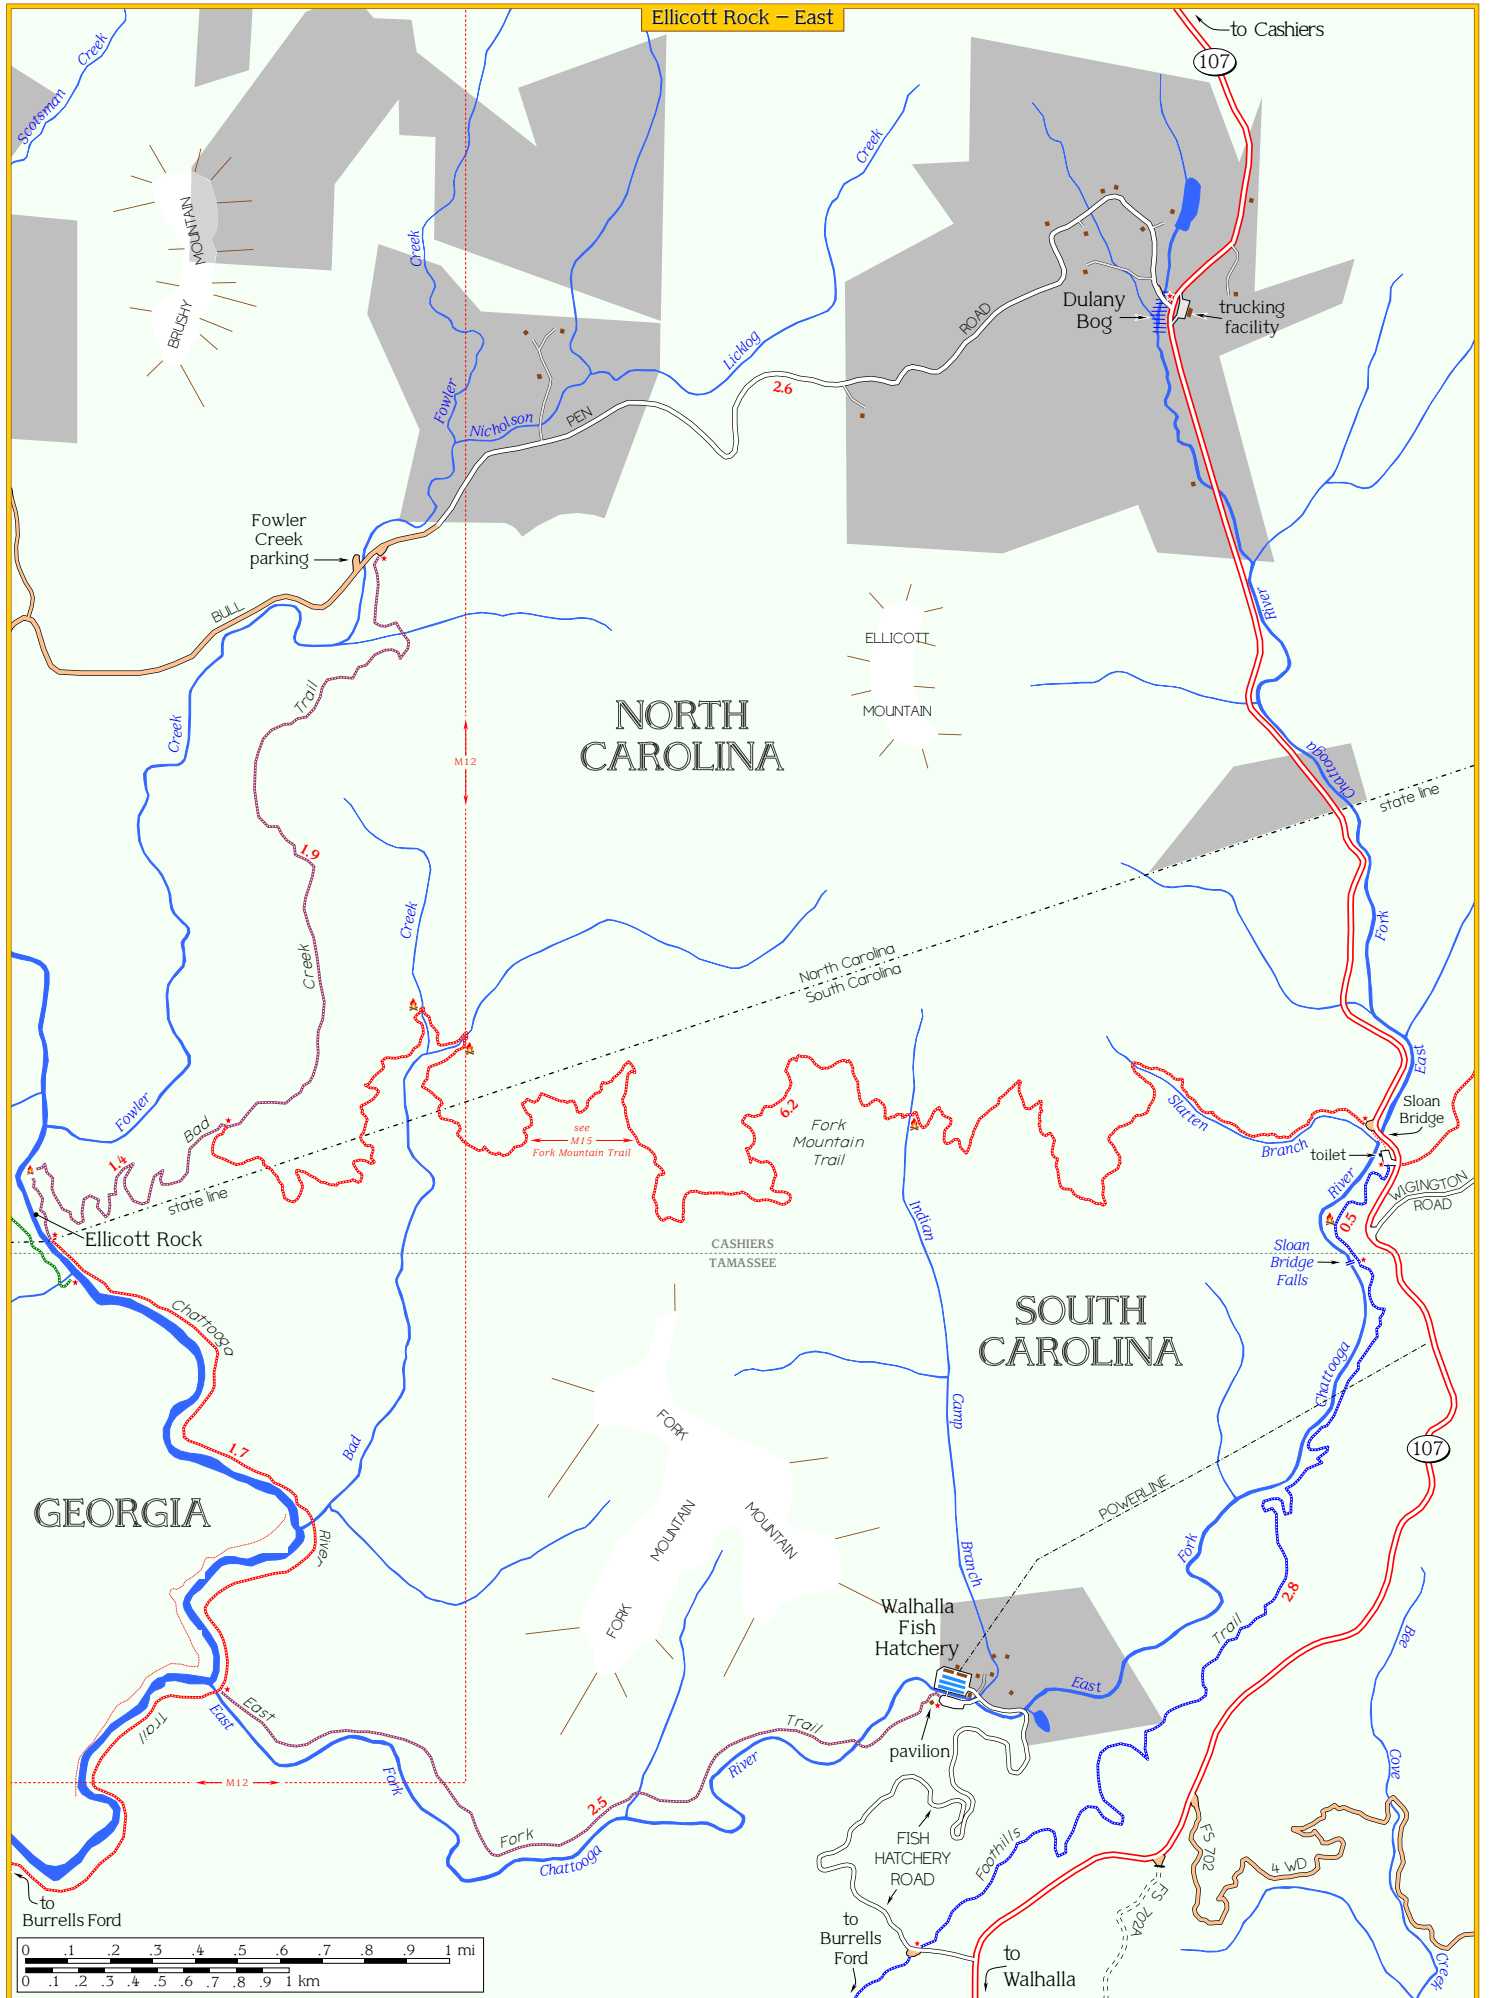 Ellicott Rock – East
to Cashiers
107
Scotsman
Creek
Creek
MOUNTAIN
BRUSHY
Creek
Dulany
Bog
trucking
facility
ROAD
Licklog
2.6
Fowler
Nicholson
PEN
Fowler
Creek
parking
BULL
River
ELLICOTT
MOUNTAIN
Trail
Creek
NORTH
CAROLINA
M12
Chattooga
state line
1.9
Creek
Creek
Fork
North Carolina
South Carolina
East
Fowler
Bad
1.4
see
M15
Fork Mountain Trail
6.2
Fork
Mountain
Trail
Slatten
Branch
Sloan
Bridge
toilet
River
WIGINGTON
ROAD
state line
Indian
0.5
Ellicott Rock
CASHIERS
TAMASSEE
Sloan
Bridge
Falls
Chattooga
SOUTH
CAROLINA
Chattooga
Camp
FORK
1.7
Bad
107
GEORGIA
River
MOUNTAIN
MOUNTAIN
POWERLINE
Fork
Branch
2.8
FORK
Walhalla
Fish
Hatchery
Trail
Bee
East
East
East
Trail
Trail
pavilion
River
Cove
M12
Fork
2.5
Fork
Chattooga
FISH
HATCHERY
ROAD
Foothills
FS 702
4 WD
FS
702A
to
Burrells Ford
to
Burrells
Ford
to
Walhalla
Creek
0 .1 .2 .3 .4 .5 .6 .7 .8 .9 1 mi
0 .1 .2 .3 .4 .5 .6 .7 .8 .9 1 km